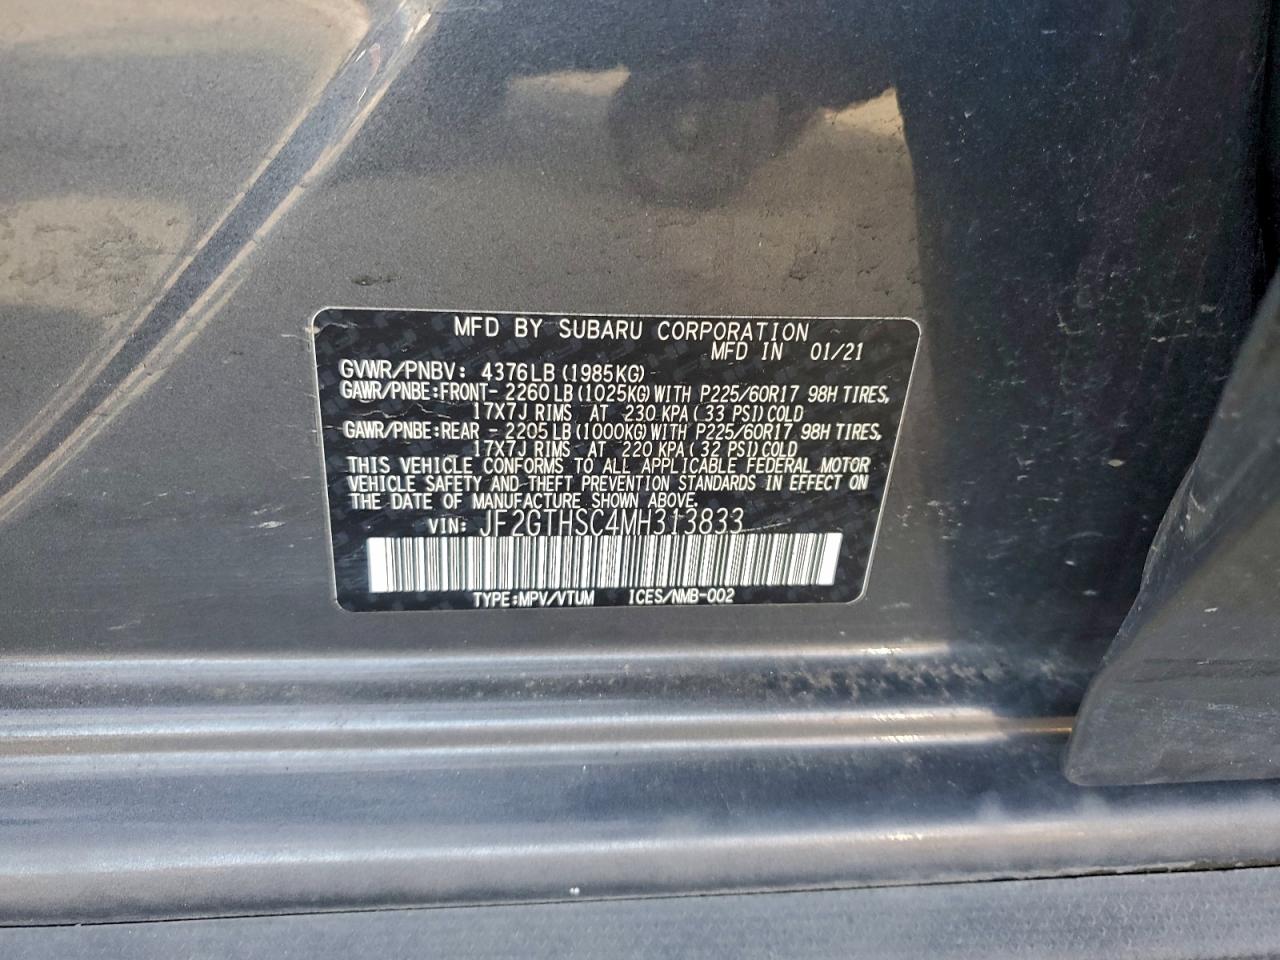 MFD BY SUBARU CORPORATION
MFD IN 01/21
GVWR/PNBV: 4376LB (1985KG)
GAWR/PNBE:FRONT- 2260LB (1025KG) WITH P225/60R17 98H TIRES,
17X7J RIMS AT 230 KPA (33 PSI) COLD
GAWR/PNBE:REAR - 2205LB (1000KG) WITH P225/60R17 98H TIRES,
17X7J RIMS AT 220 KPA (32 PSI) COLD
THIS VEHICLE CONFORMS TO ALL APPLICABLE FEDERAL MOTOR
VEHICLE SAFETY AND THEFT PREVENTION STANDARDS IN EFFECT ON
THE DATE OF MANUFACTURE SHOWN ABOVE.
VIN: JF2GTHSC4MH313833
TYPE:MPV/VTUM ICES/NMB-002